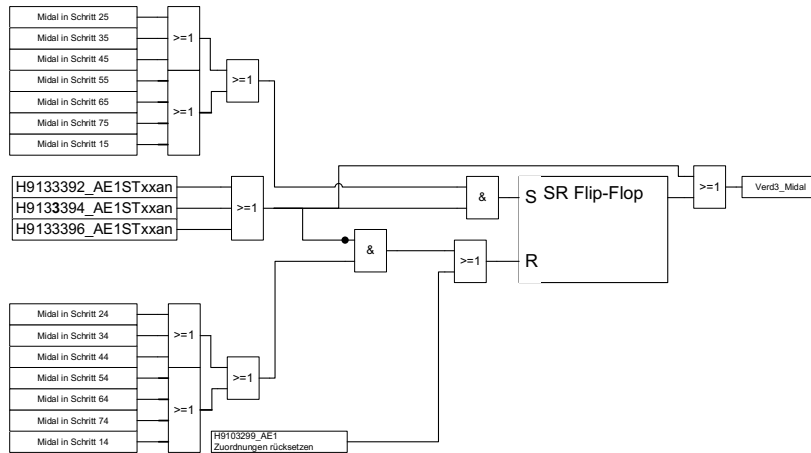 Midal in Schritt 25
Midal in Schritt 35
Midal in Schritt 45
Midal in Schritt 55
Midal in Schritt 65
Midal in Schritt 75
Midal in Schritt 15
>=1
>=1
>=1
H9133392_AE1STxxan
H9133394_AE1STxxan
H9133396_AE1STxxan
>=1
&
S SR Flip-Flop
R
>=1
Verd3_Midal
&
>=1
Midal in Schritt 24
Midal in Schritt 34
Midal in Schritt 44
Midal in Schritt 54
Midal in Schritt 64
Midal in Schritt 74
Midal in Schritt 14
>=1
>=1
>=1
H9103299_AE1
Zuordnungen rücksetzen